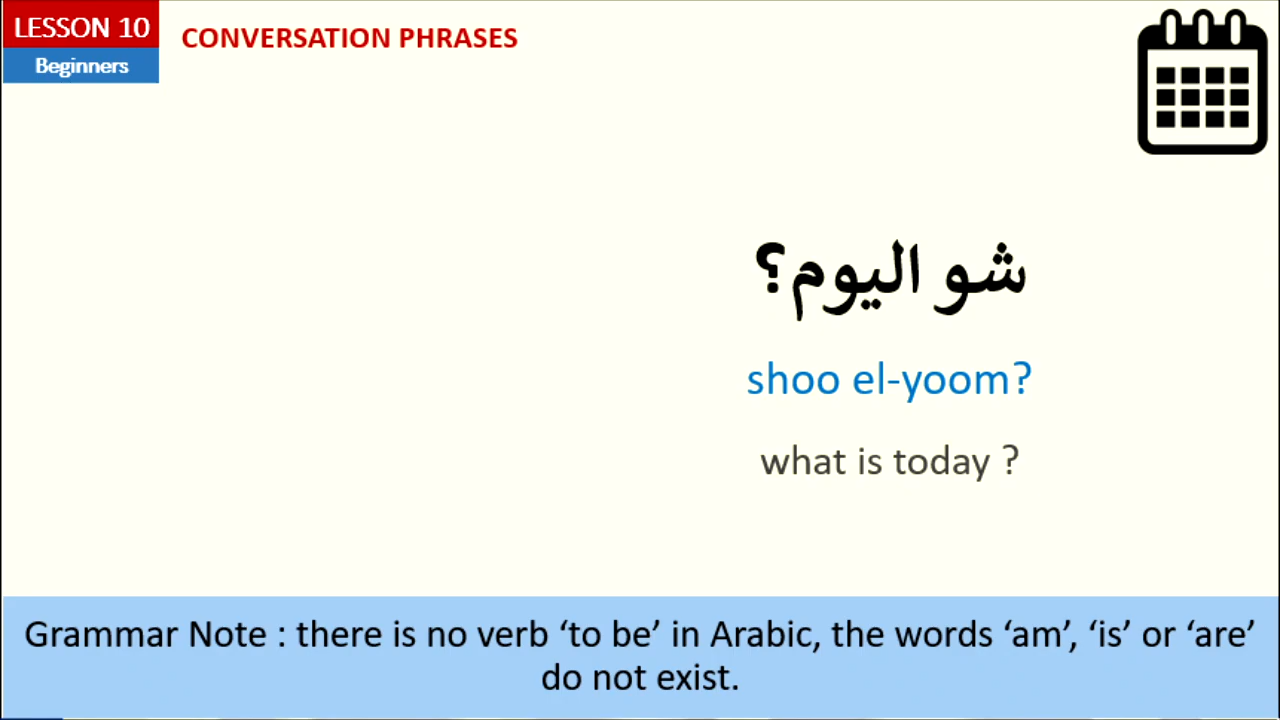 LESSON 10
Beginners
CONVERSATION PHRASES
شو اليوم؟
shoo el-yoom?
what is today ?
Grammar Note : there is no verb ‘to be’ in Arabic, the words ‘am’, ‘is’ or ‘are’
do not exist.